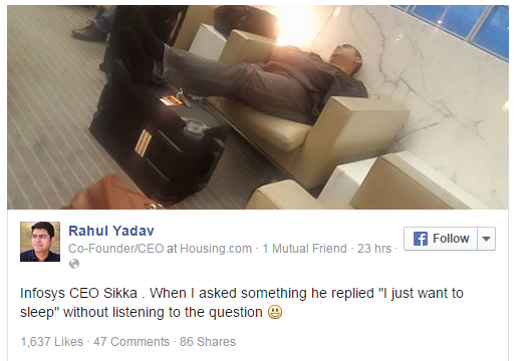 Rahul Yadav
Co-Founder/CEO at Housing.com · 1 Mutual Friend · 23 hrs ·
Follow
Infosys CEO Sikka . When I asked something he replied "I just want to
sleep" without listening to the question 😃
1,637 Likes · 47 Comments · 86 Shares